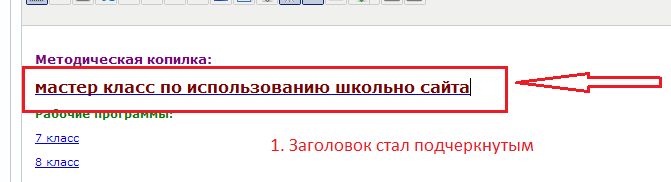 Методическая копилка:
мастер класс по использованию школьно сайта
Рабочие программы:
7 класс
1. Заголовок стал подчеркнутым
8 класс